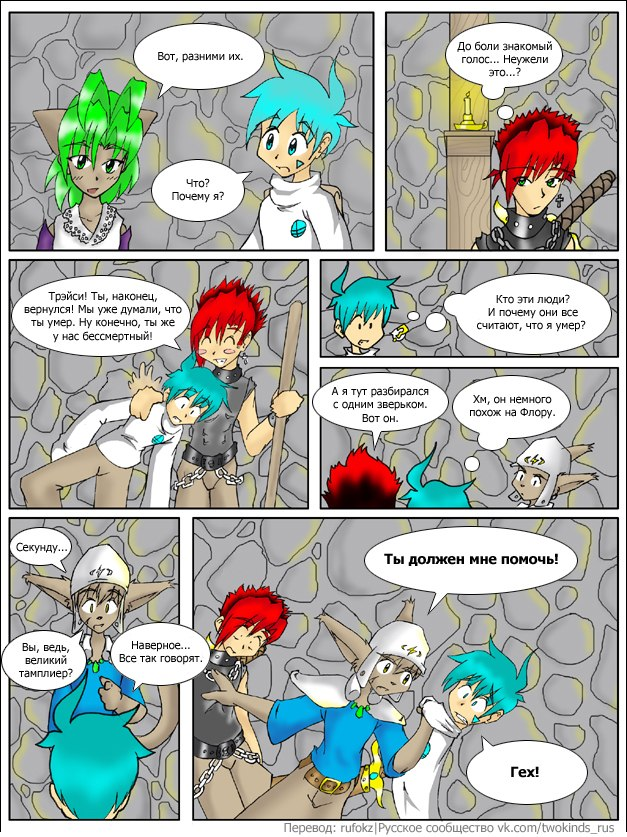 Вот, разними их.
Что?
Почему я?
До боли знакомый
голос... Неужели
это...?
Трэйси! Ты, наконец,
вернулся! Мы уже думали, что
ты умер. Ну конечно, ты же
у нас бессмертный!
Кто эти люди?
И почему они все
считают, что я умер?
А я тут разбирался
с одним зверьком.
Вот он.
Хм, он немного
похож на Флору.
Секунду...
Вы, ведь,
великий
тамплиер?
Наверное...
Все так говорят.
Ты должен мне помочь!
Гех!
Перевод: rufokz|Русское сообщество vk.com/twokinds_rus